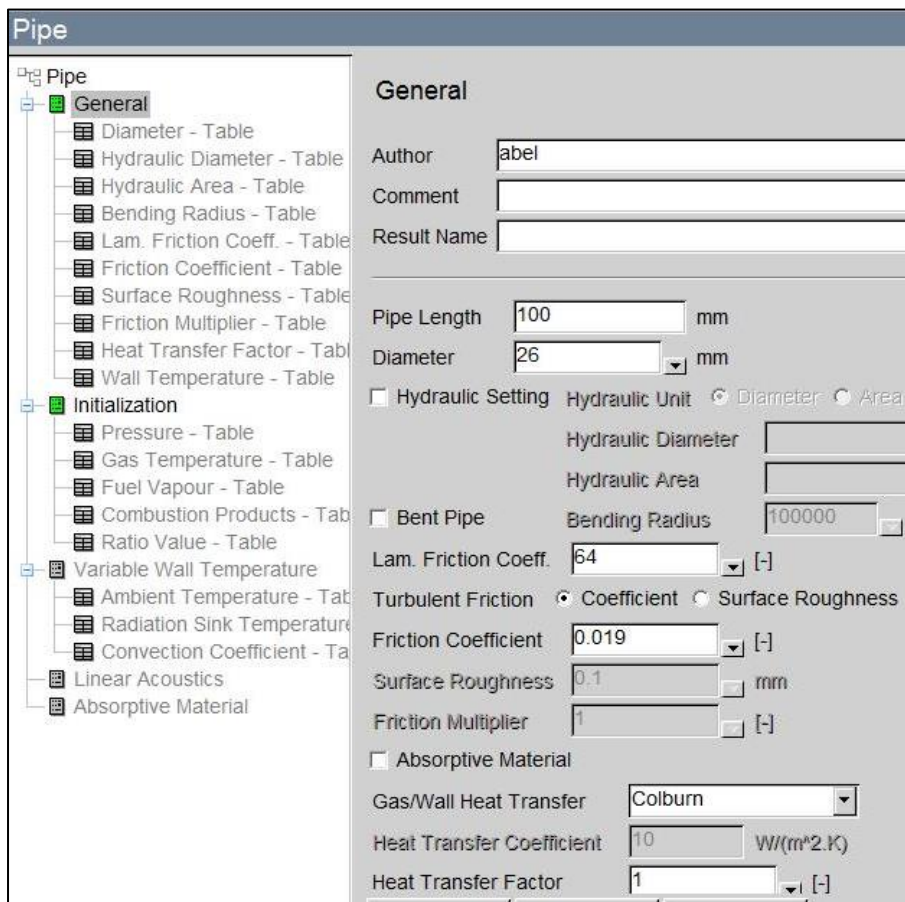 Pipe
Pipe
General
Diameter - Table
Hydraulic Diameter - Table
Hydraulic Area - Table
Bending Radius - Table
Lam. Friction Coeff. - Table
Friction Coefficient - Table
Surface Roughness - Table
Friction Multiplier - Table
Heat Transfer Factor - Tabl
Wall Temperature - Table
Initialization
Pressure - Table
Gas Temperature - Table
Fuel Vapour - Table
Combustion Products - Tab
Ratio Value - Table
Variable Wall Temperature
Ambient Temperature - Tab
Radiation Sink Temperature
Convection Coefficient - Ta
Linear Acoustics
Absorptive Material
General
Author abel
Comment
Result Name
Pipe Length 100 mm
Diameter 26 mm
Hydraulic Setting Hydraulic Unit Diameter Area
Hydraulic Diameter
Hydraulic Area
Bent Pipe Bending Radius 100000
Lam. Friction Coeff. 64 [-]
Turbulent Friction Coefficient Surface Roughness
Friction Coefficient 0.019 [-]
Surface Roughness 0.1 mm
Friction Multiplier 1 [-]
Absorptive Material
Gas/Wall Heat Transfer Colburn
Heat Transfer Coefficient 10 W/(m^2.K)
Heat Transfer Factor 1 [-]